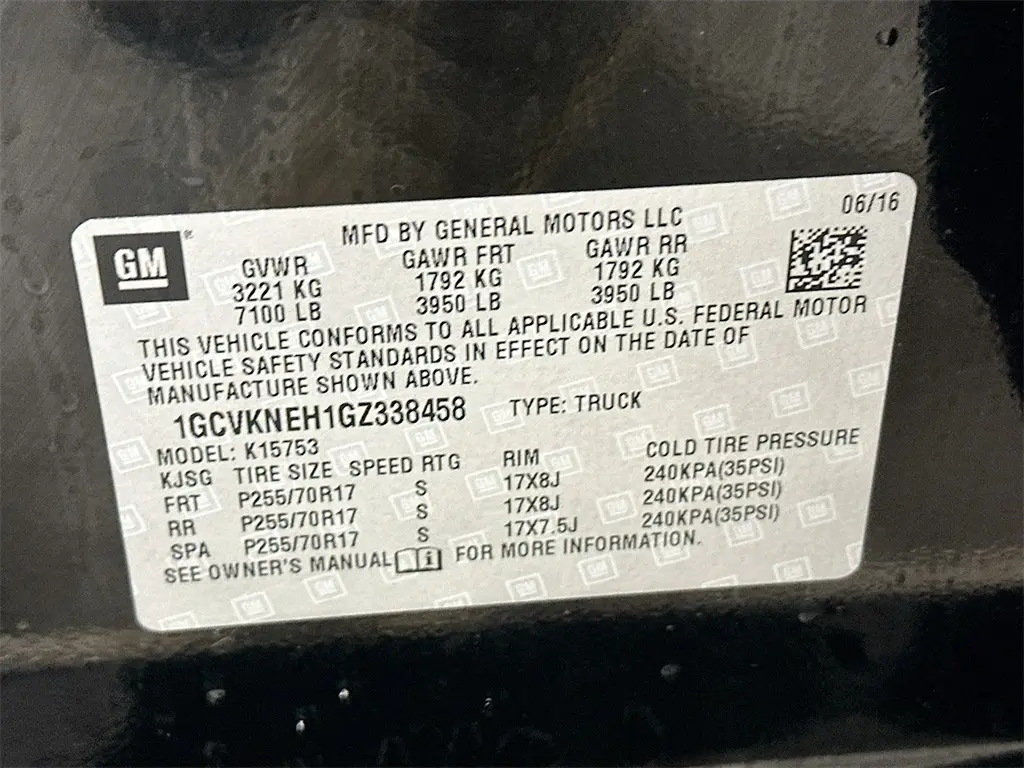 GM
MFD BY GENERAL MOTORS LLC 06/16
GVWR GAWR FRT GAWR RR
3221 KG 1792 KG 1792 KG
7100 LB 3950 LB 3950 LB
THIS VEHICLE CONFORMS TO ALL APPLICABLE U.S. FEDERAL MOTOR
VEHICLE SAFETY STANDARDS IN EFFECT ON THE DATE OF
MANUFACTURE SHOWN ABOVE.
1GCVKNEH1GZ338458 TYPE: TRUCK
MODEL: K15753
KJSG TIRE SIZE SPEED RTG RIM COLD TIRE PRESSURE
FRT P255/70R17 S 17X8J 240KPA(35PSI)
RR P255/70R17 S 17X8J 240KPA(35PSI)
SPA P255/70R17 S 17X7.5J 240KPA(35PSI)
SEE OWNER'S MANUAL FOR MORE INFORMATION.